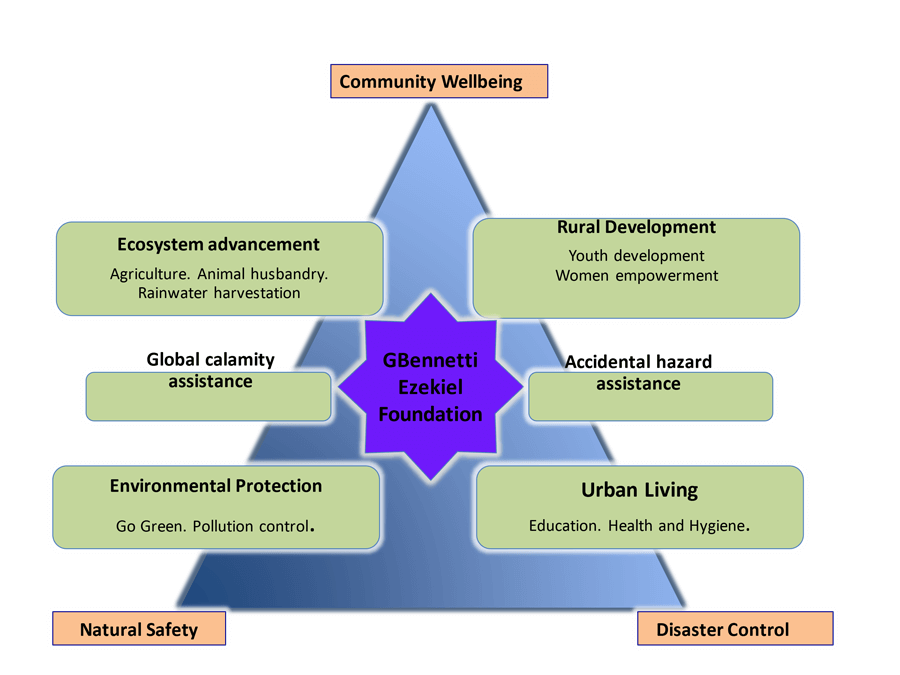 Community Wellbeing
Ecosystem advancement
Agriculture. Animal husbandry.
Rainwater harvestation
Rural Development
Youth development
Women empowerment
Global calamity
assistance
GBennetti
Ezekiel
Foundation
Accidental hazard
assistance
Environmental Protection
Go Green. Pollution control.
Urban Living
Education. Health and Hygiene.
Natural Safety
Disaster Control